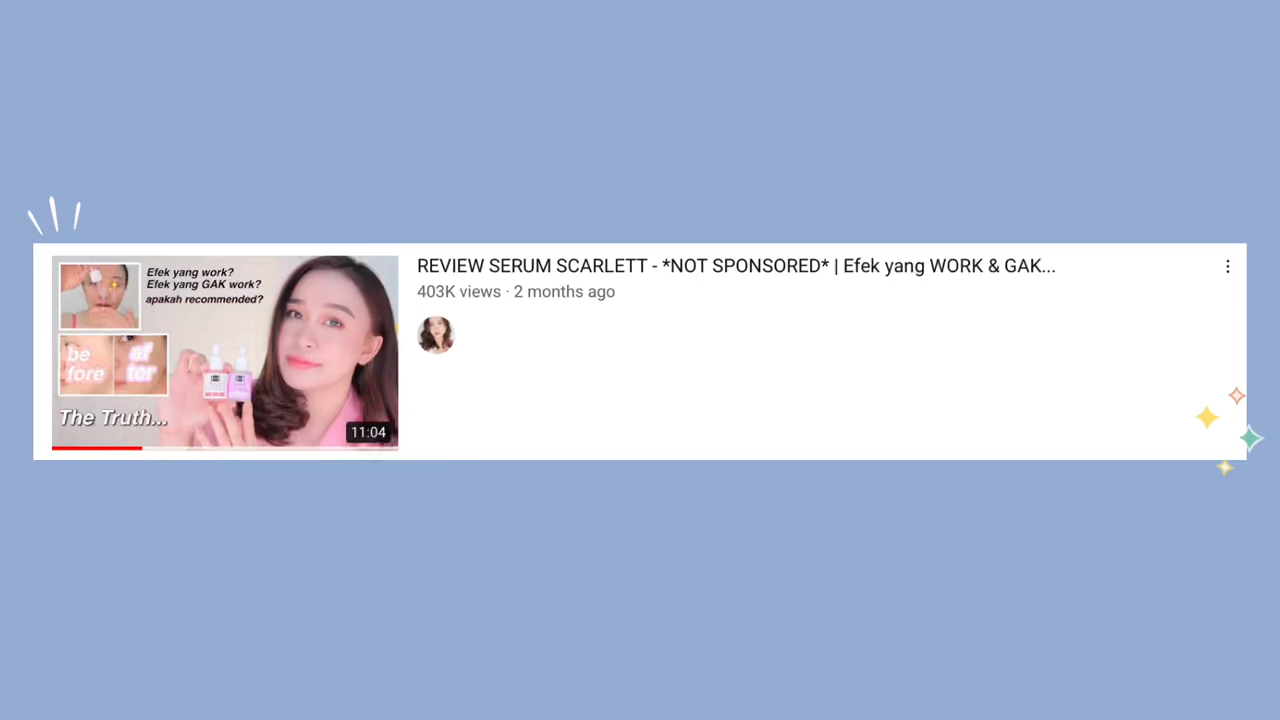 Efek yang work?
Efek yang GAK work?
apakah recommended?
be
fore
af
ter
The Truth...
11:04
REVIEW SERUM SCARLETT - *NOT SPONSORED* | Efek yang WORK & GAK...
403K views · 2 months ago